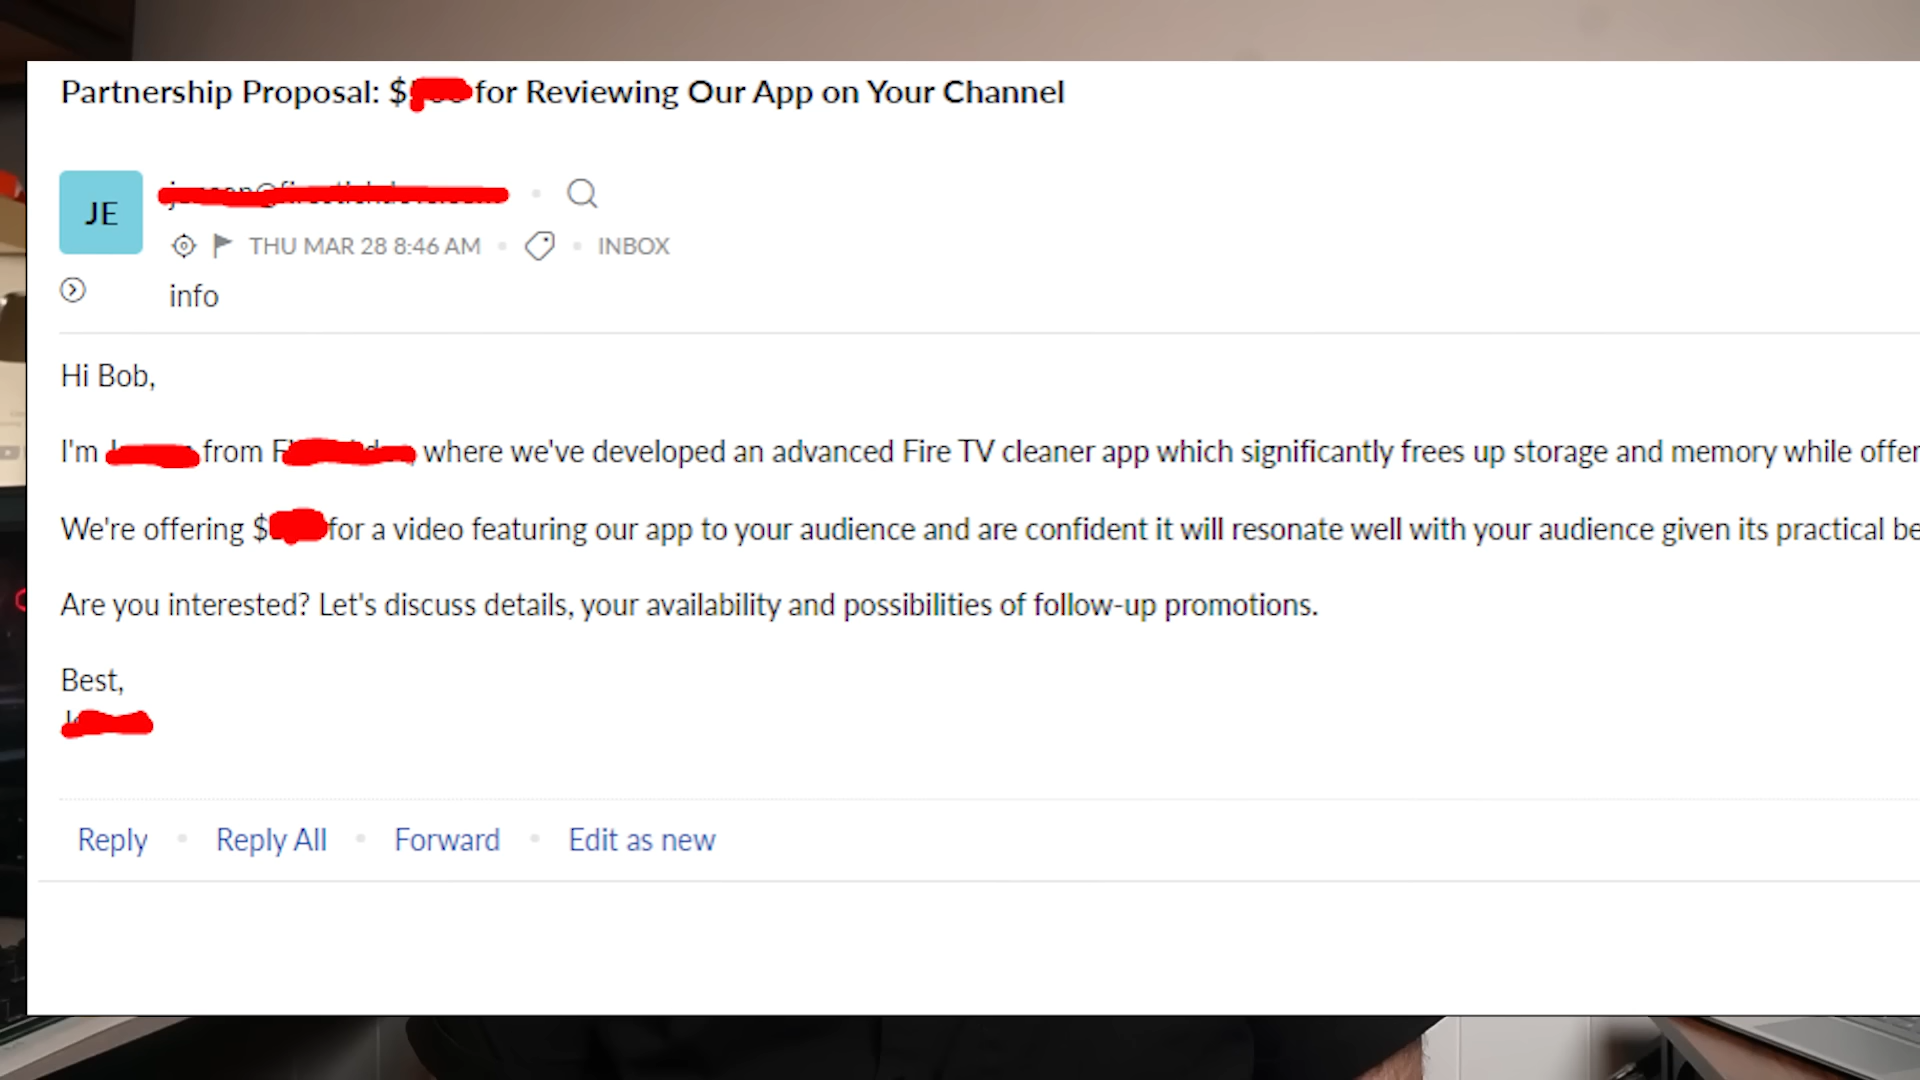 Partnership Proposal: $ for Reviewing Our App on Your Channel
JE
THU MAR 28 8:46 AM
INBOX
info
Hi Bob,
I'm from where we've developed an advanced Fire TV cleaner app which significantly frees up storage and memory while offer
We're offering $ for a video featuring our app to your audience and are confident it will resonate well with your audience given its practical be
Are you interested? Let's discuss details, your availability and possibilities of follow-up promotions.
Best,
Reply
Reply All
Forward
Edit as new